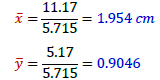 x̄ = 11.17 / 5.715 = 1.954 cm
ȳ = 5.17 / 5.715 = 0.9046